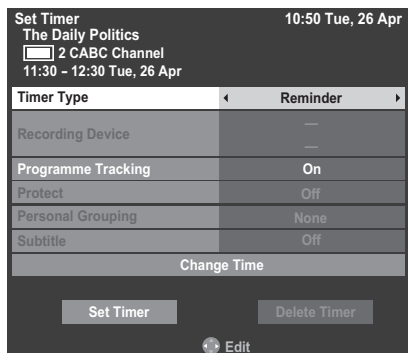 Set Timer 10:50 Tue, 26 Apr
The Daily Politics
2 CABC Channel
11:30 - 12:30 Tue, 26 Apr
Timer Type Reminder
Recording Device —
—
Programme Tracking On
Protect Off
Personal Grouping None
Subtitle Off
Change Time
Set Timer Delete Timer
Edit